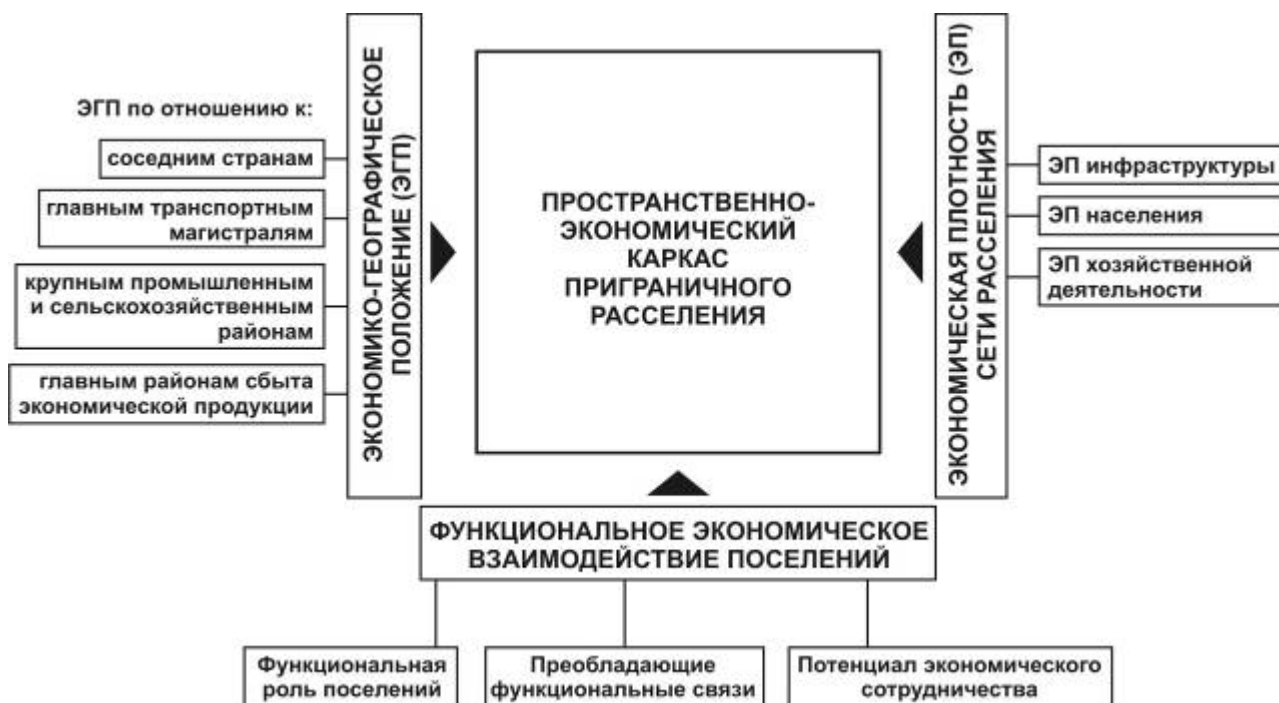 ЭГП по отношению к:
соседним странам
главным транспортным
магистралям
крупным промышленным
и сельскохозяйственным
районам
главным районам сбыта
экономической продукции
ЭКОНОМИКО-ГЕОГРАФИЧЕСКОЕ
ПОЛОЖЕНИЕ (ЭГП)
ПРОСТРАНСТВЕННО-
ЭКОНОМИЧЕСКИЙ
КАРКАС
ПРИГРАНИЧНОГО
РАССЕЛЕНИЯ
ЭКОНОМИЧЕСКАЯ ПЛОТНОСТЬ (ЭП)
СЕТИ РАССЕЛЕНИЯ
ЭП инфраструктуры
ЭП населения
ЭП хозяйственной
деятельности
ФУНКЦИОНАЛЬНОЕ ЭКОНОМИЧЕСКОЕ
ВЗАИМОДЕЙСТВИЕ ПОСЕЛЕНИЙ
Функциональная
роль поселений
Преобладающие
функциональные связи
Потенциал экономического
сотрудничества